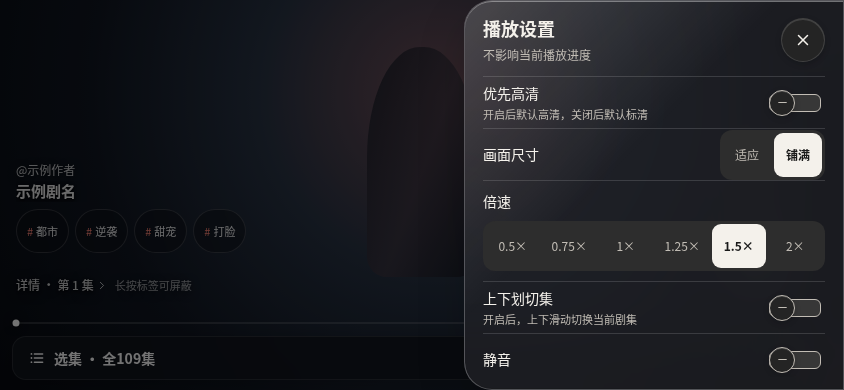 @示例作者
示例剧名
# 都市 # 逆袭 # 甜宠 # 打脸
详情 · 第 1 集 > 长按标签可屏蔽
选集 · 全109集
播放设置
不影响当前播放进度
优先高清
开启后默认高清，关闭后默认标清
画面尺寸
适应 铺满
倍速
0.5× 0.75× 1× 1.25× 1.5× 2×
上下划切集
开启后，上下滑动切换当前剧集
静音